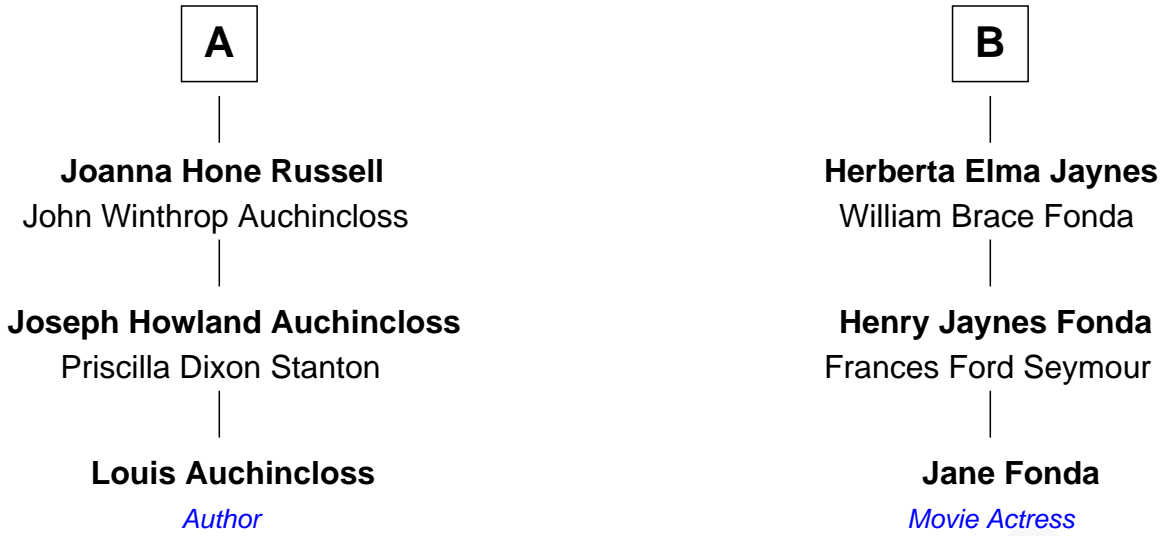 A
Joanna Hone Russell
John Winthrop Auchincloss
Joseph Howland Auchincloss
Priscilla Dixon Stanton
Louis Auchincloss
Author
B
Herberta Elma Jaynes
William Brace Fonda
Henry Jaynes Fonda
Frances Ford Seymour
Jane Fonda
Movie Actress